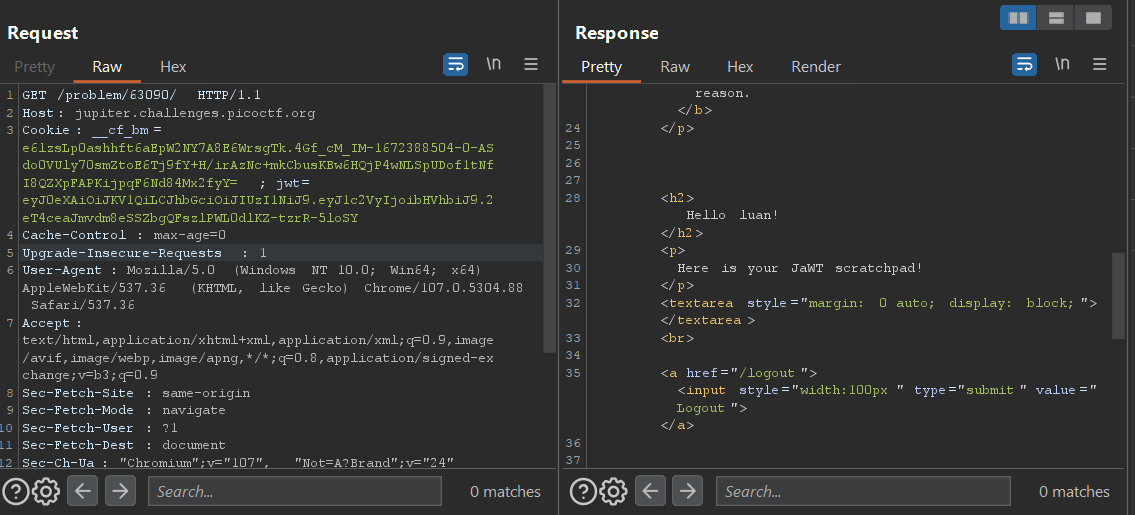 Request
Pretty Raw Hex \n
1 GET /problem/63090/ HTTP/1.1
2 Host: jupiter.challenges.picoctf.org
3 Cookie: __cf_bm=
e6lzsLp0ashhft6aEpW2NY7A8E6WrsgTk.4Gf_cM_IM-1672388504-0-AS
do0VUly70smZtoE6Tj9fY+H/irAzNc+mkCbusKBw6HQjP4wNLSpUDof1tNf
I8QZXpFAPKijpqF6Nd84Mx2fyY= ; jwt=
eyJ0eXAiOiJKV1QiLCJhbGciOiJIUzI1NiJ9.eyJ1c2VyIjoibHVhbiJ9.2
eT4ceaJmvdm8eSSZbgQFszlPWL0dlKZ-tzrR-5loSY
4 Cache-Control : max-age=0
5 Upgrade-Insecure-Requests : 1
6 User-Agent : Mozilla/5.0 (Windows NT 10.0; Win64; x64)
AppleWebKit/537.36 (KHTML, like Gecko) Chrome/107.0.5304.88
Safari/537.36
7 Accept :
text/html,application/xhtml+xml,application/xml;q=0.9,image
/avif,image/webp,image/apng,*/*;q=0.8,application/signed-ex
change;v=b3;q=0.9
8 Sec-Fetch-Site : same-origin
9 Sec-Fetch-Mode : navigate
10 Sec-Fetch-User : ?1
11 Sec-Fetch-Dest : document
12 Sec-Ch-Ua : "Chromium";v="107", "Not=A?Brand";v="24"
Search... 0 matches
Response
Pretty Raw Hex Render \n
reason.
</b>
24 </p>
25
26
27
28 <h2>
Hello luan!
</h2>
29 <p>
30 Here is your JaWT scratchpad!
31 </p>
32 <textarea style="margin: 0 auto; display: block;">
</textarea>
33 <br>
34
35 <a href="/logout">
<input style="width:100px" type="submit" value="
Logout">
</a>
36
37
Search... 0 matches